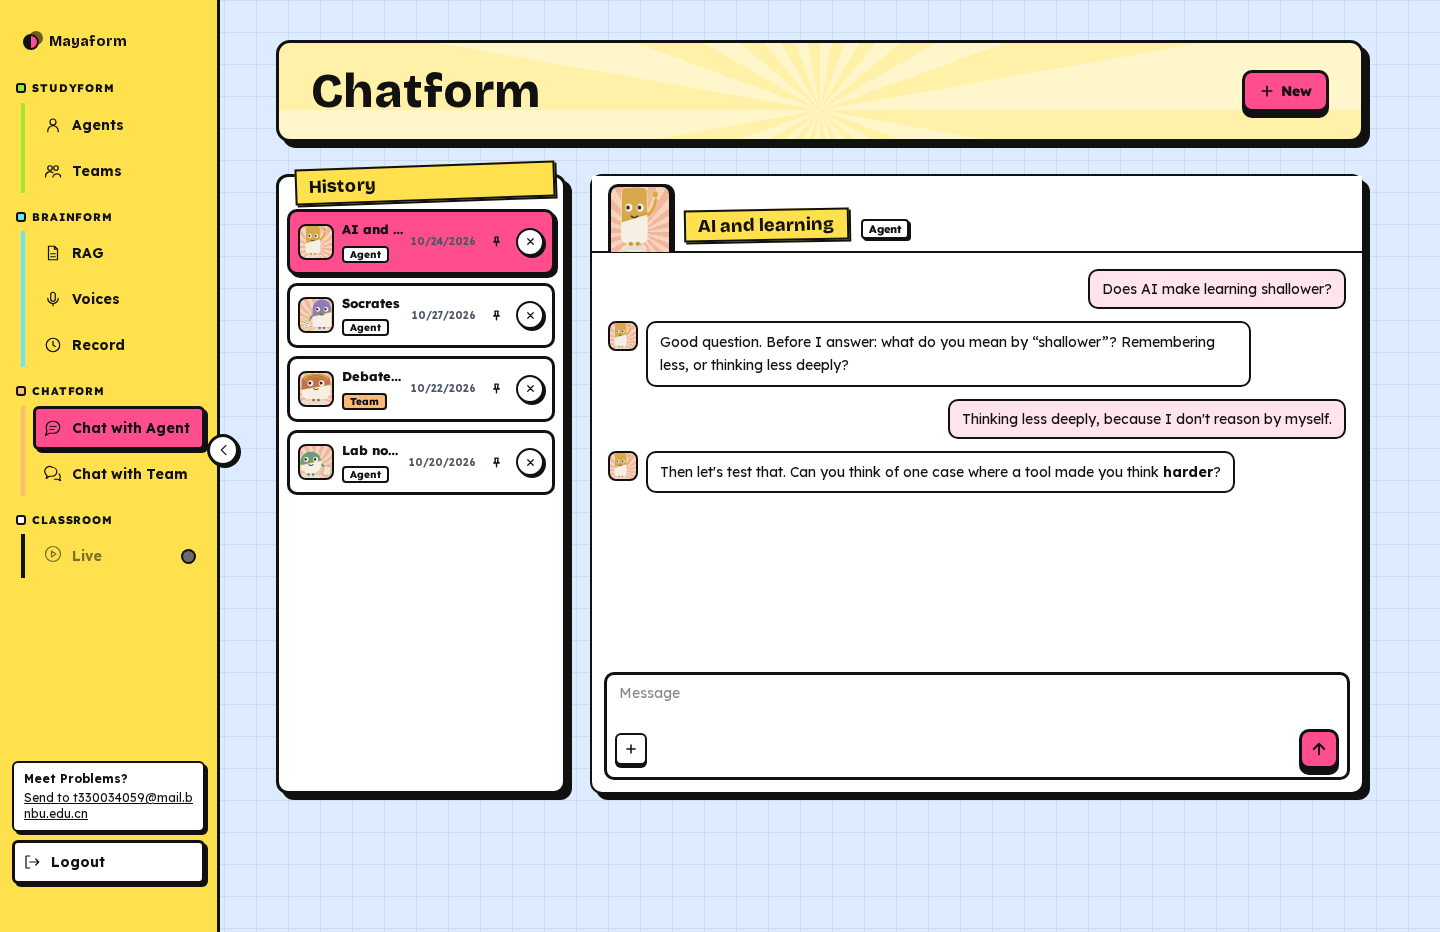 Mayaform
STUDYFORM
Agents
Teams
BRAINFORM
RAG
Voices
Record
CHATFORM
Chat with Agent
Chat with Team
CLASSROOM
Live
Meet Problems?
Send to t330034059@mail.b
nbu.edu.cn
Logout
Chatform
New
History
AI and ...
10/24/2026
Agent
Socrates
10/27/2026
Agent
Debate...
10/22/2026
Team
Lab no...
10/20/2026
Agent
AI and learning
Agent
Does AI make learning shallower?
Good question. Before I answer: what do you mean by “shallower”? Remembering
less, or thinking less deeply?
Thinking less deeply, because I don't reason by myself.
Then let's test that. Can you think of one case where a tool made you think harder?
Message